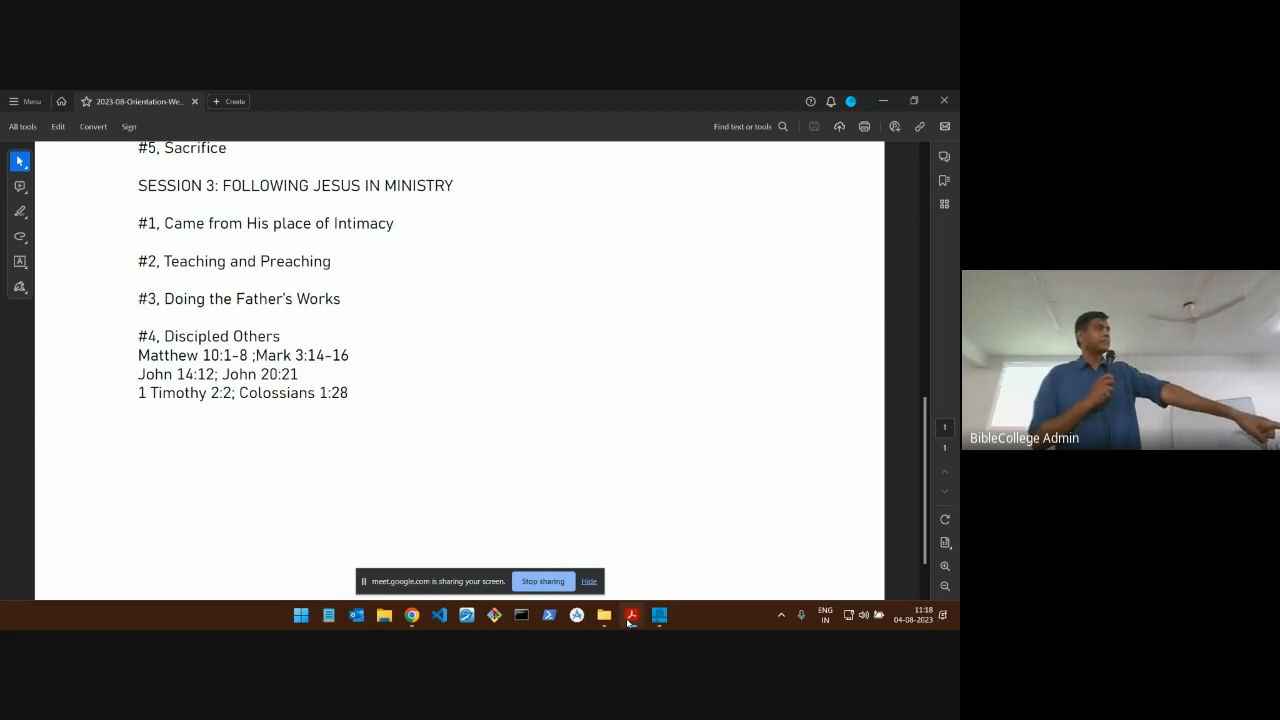 Menu
2023-08-Orientation-We...
Create
All tools
Edit
Convert
Sign
Find text or tools
#5, Sacrifice
SESSION 3: FOLLOWING JESUS IN MINISTRY
#1, Came from His place of Intimacy
#2, Teaching and Preaching
#3, Doing the Father's Works
#4, Discipled Others
Matthew 10:1-8 ;Mark 3:14-16
John 14:12; John 20:21
1 Timothy 2:2; Colossians 1:28
1
1
BibleCollege Admin
meet.google.com is sharing your screen.
Stop sharing
Hide
ENG
IN
11:18
04-08-2023